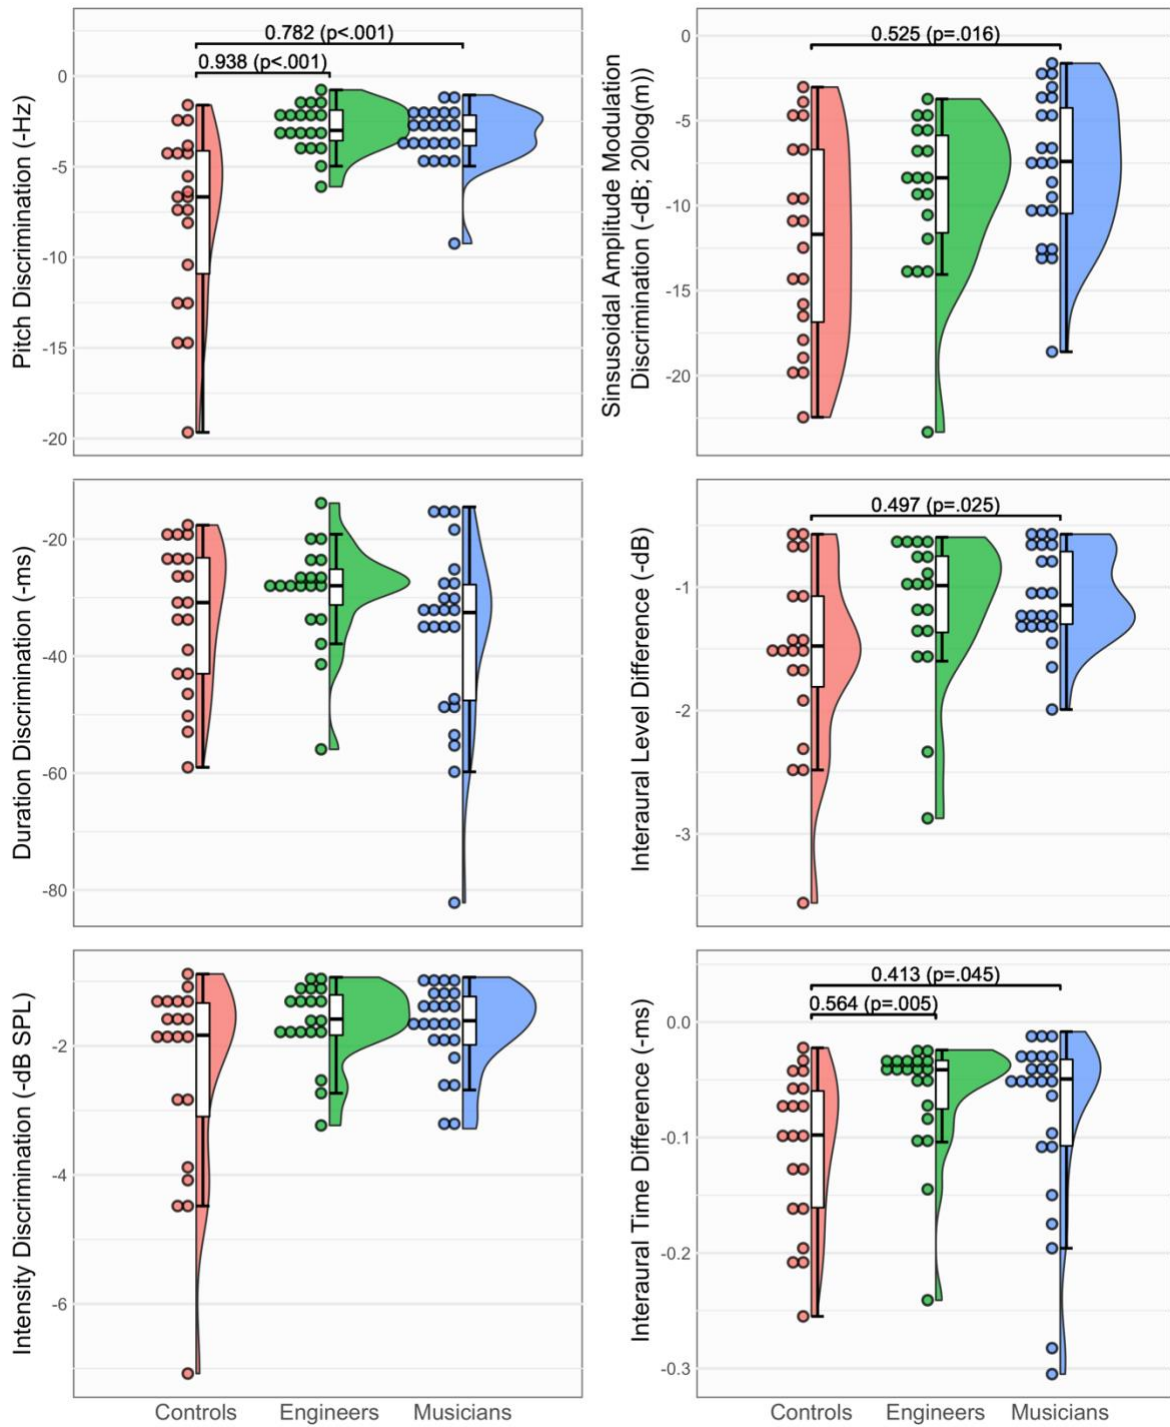 Pitch Discrimination (-Hz)
0
-5
-10
-15
-20
0.782 (p<.001)
0.938 (p<.001)
Sinsusoidal Amplitude Modulation
Discrimination (-dB; 20log(m))
0
-5
-10
-15
-20
0.525 (p=.016)
Duration Discrimination (-ms)
-20
-40
-60
-80
Interaural Level Difference (-dB)
-1
-2
-3
0.497 (p=.025)
Intensity Discrimination (-dB SPL)
-2
-4
-6
Controls Engineers Musicians
Interaural Time Difference (-ms)
0.0
-0.1
-0.2
-0.3
0.413 (p=.045)
0.564 (p=.005)
Controls Engineers Musicians